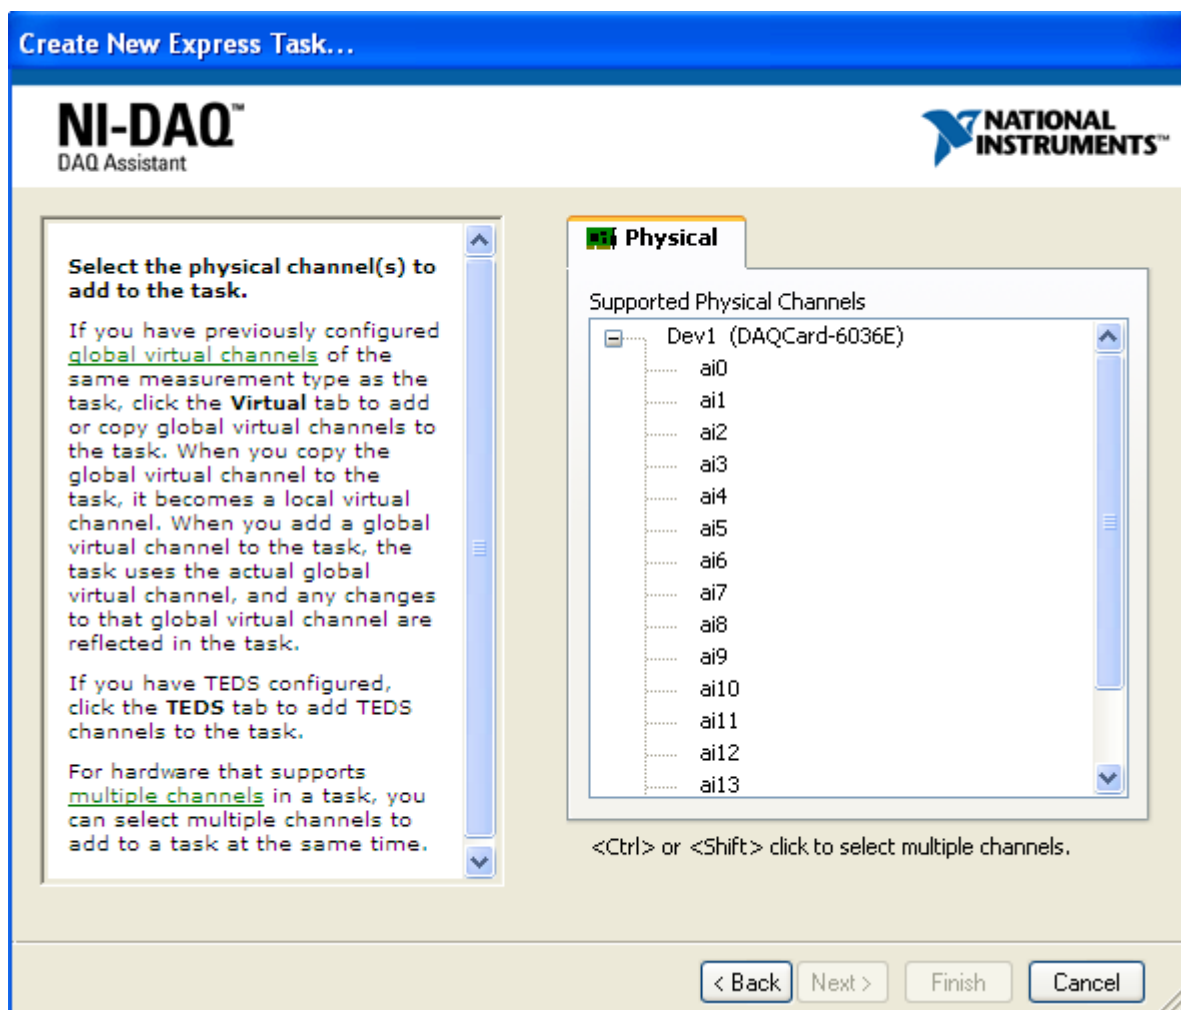 Create New Express Task...
NI-DAQ™
DAQ Assistant
NATIONAL
INSTRUMENTS™
Select the physical channel(s) to
add to the task.
If you have previously configured
global virtual channels of the
same measurement type as the
task, click the Virtual tab to add
or copy global virtual channels to
the task. When you copy the
global virtual channel to the
task, it becomes a local virtual
channel. When you add a global
virtual channel to the task, the
task uses the actual global
virtual channel, and any changes
to that global virtual channel are
reflected in the task.
If you have TEDS configured,
click the TEDS tab to add TEDS
channels to the task.
For hardware that supports
multiple channels in a task, you
can select multiple channels to
add to a task at the same time.
Physical
Supported Physical Channels
Dev1 (DAQCard-6036E)
ai0
ai1
ai2
ai3
ai4
ai5
ai6
ai7
ai8
ai9
ai10
ai11
ai12
ai13
<Ctrl> or <Shift> click to select multiple channels.
< Back
Next >
Finish
Cancel